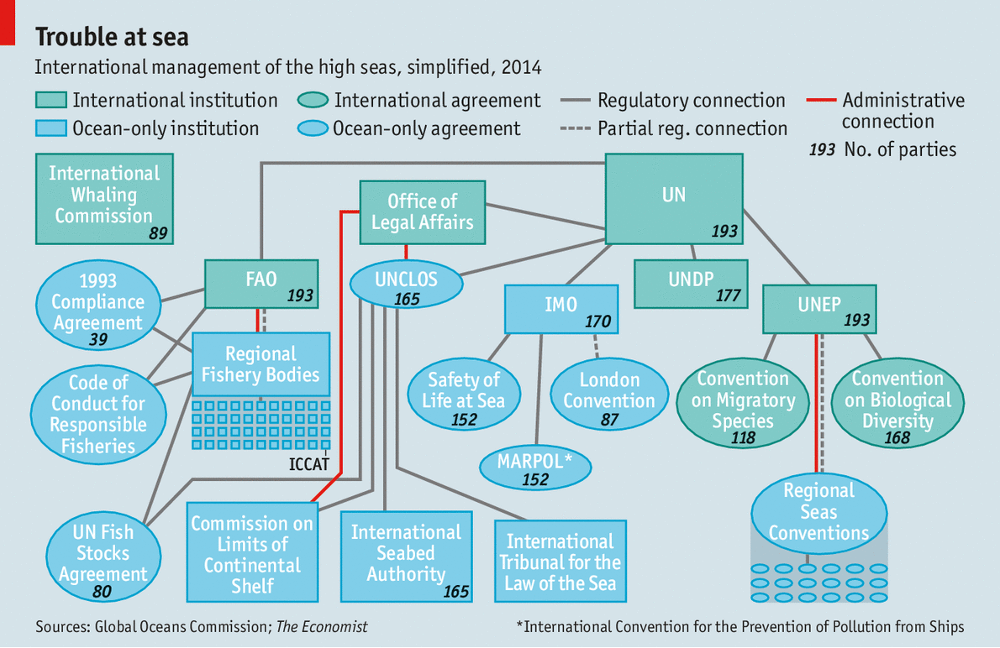 Trouble at sea
International management of the high seas, simplified, 2014
International institution
International agreement
Regulatory connection
Administrative
connection
Ocean-only institution
Ocean-only agreement
Partial reg. connection
193 No. of parties
International
Whaling
Commission
89
Office of
Legal Affairs
UN
193
1993
Compliance
Agreement
39
FAO
193
UNCLOS
165
IMO
170
UNDP
177
UNEP
193
Regional
Fishery Bodies
Code of
Conduct for
Responsible
Fisheries
Safety of
Life at Sea
152
London
Convention
87
Convention
on Migratory
Species
118
Convention
on Biological
Diversity
168
ICCAT
MARPOL*
152
Regional
Seas
Conventions
UN Fish
Stocks
Agreement
80
Commission on
Limits of
Continental
Shelf
International
Seabed
Authority
165
International
Tribunal for the
Law of the Sea
Sources: Global Oceans Commission; The Economist
*International Convention for the Prevention of Pollution from Ships